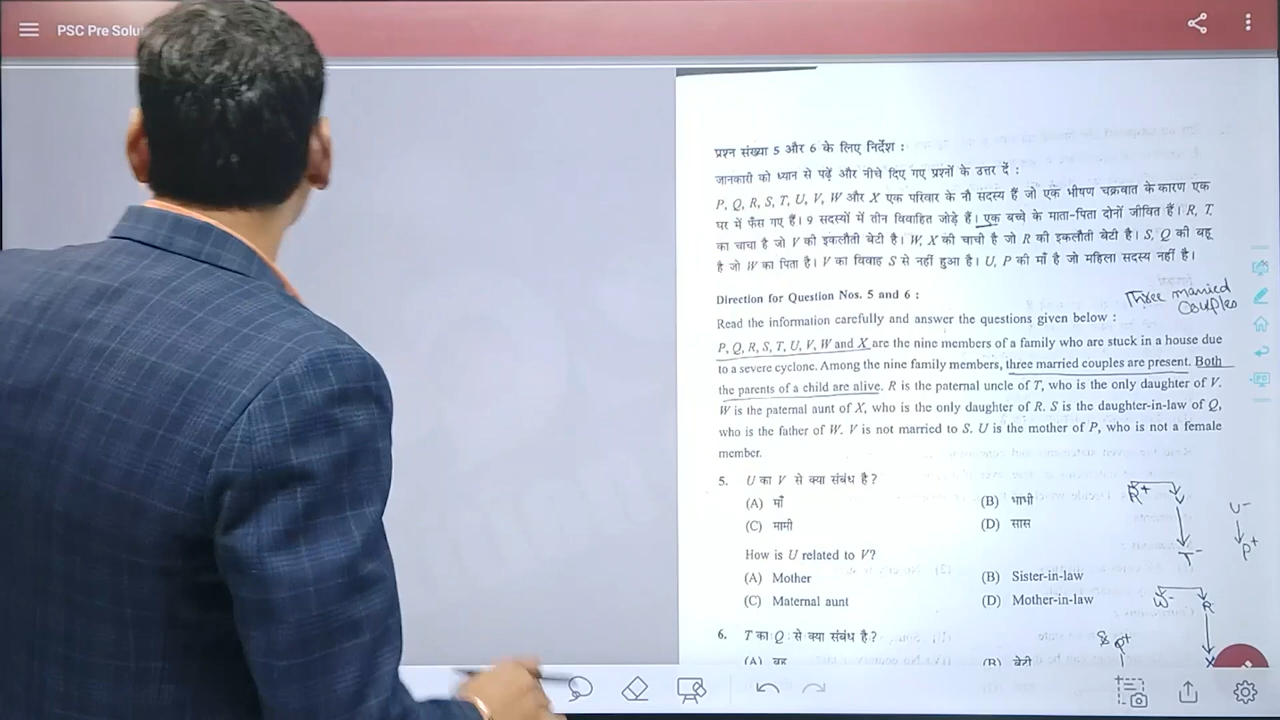 PSC Pre Solu
प्रश्न संख्या 5 और 6 के लिए निर्देश :
जानकारी को ध्यान से पढ़ें और नीचे दिए गए प्रश्नों के उत्तर दें :
P, Q, R, S, T, U, V, W और X एक परिवार के नौ सदस्य हैं जो एक भीषण चक्रवात के कारण एक
घर में फँस गए हैं। 9 सदस्यों में तीन विवाहित जोड़े हैं। एक बच्चे के माता-पिता दोनों जीवित हैं। R, T
का चाचा है जो V की इकलौती बेटी है। W, X की चाची है जो R की इकलौती बेटी है। S, Q की बहू
है जो W का पिता है। V का विवाह S से नहीं हुआ है। U, P की माँ है जो महिला सदस्य नहीं है।
Three married
Couples
Direction for Question Nos. 5 and 6 :
Read the information carefully and answer the questions given below :
P, Q, R, S, T, U, V, W and X are the nine members of a family who are stuck in a house due
to a severe cyclone. Among the nine family members, three married couples are present. Both
the parents of a child are alive. R is the paternal uncle of T, who is the only daughter of V.
W is the paternal aunt of X, who is the only daughter of R. S is the daughter-in-law of Q,
who is the father of W. V is not married to S. U is the mother of P, who is not a female
member.
5. U का V से क्या संबंध है?
(A) माँ (B) भाभी
(C) मामी (D) सास
How is U related to V?
(A) Mother (B) Sister-in-law
(C) Maternal aunt (D) Mother-in-law
R+ V
T-
U-
P+
W- R
X
6. T का Q से क्या संबंध है?
(A) बहू (B) बेटी
Q+